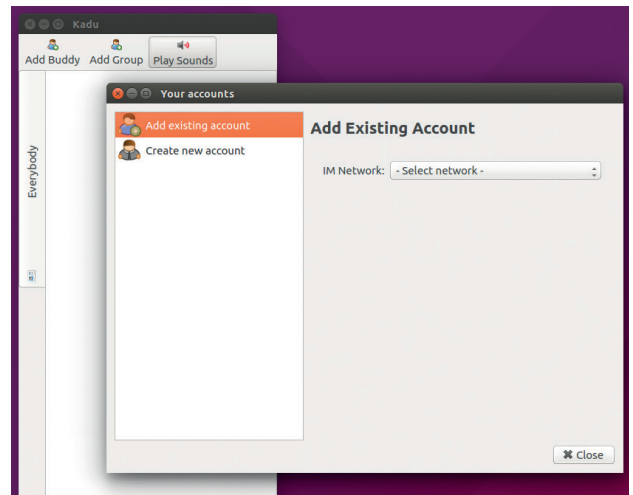 Kadu
Add Buddy Add Group Play Sounds
Everybody
Your accounts
Add existing account
Create new account
Add Existing Account
IM Network: - Select network -
Close